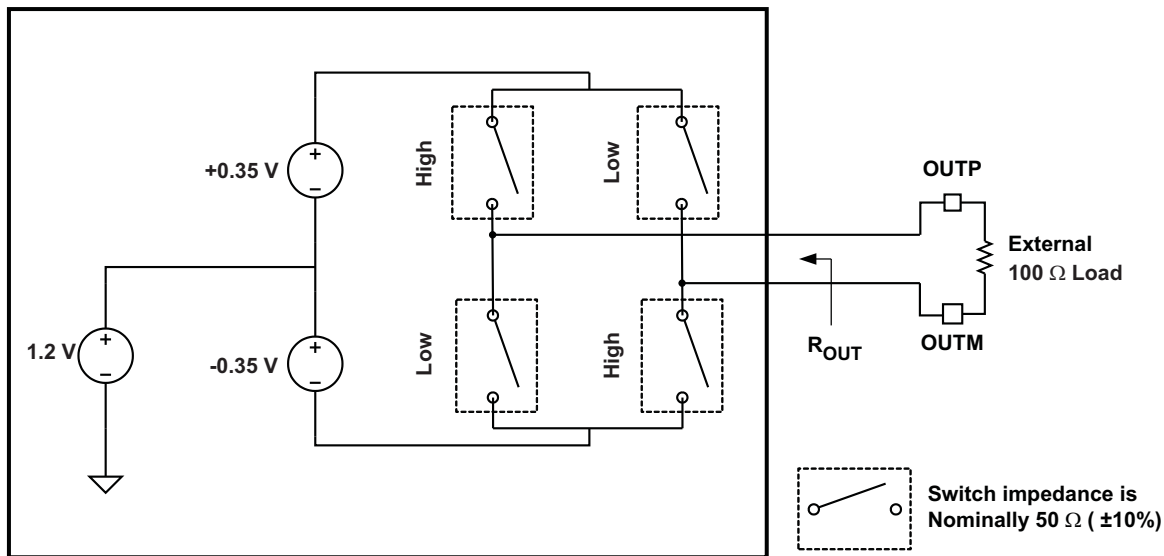 +0.35 V
High
Low
OUTP
External
100 Ω Load
1.2 V
-0.35 V
Low
High
ROUT
OUTM
Switch impedance is
Nominally 50 Ω ( ±10%)
+
−
+
−
+
−